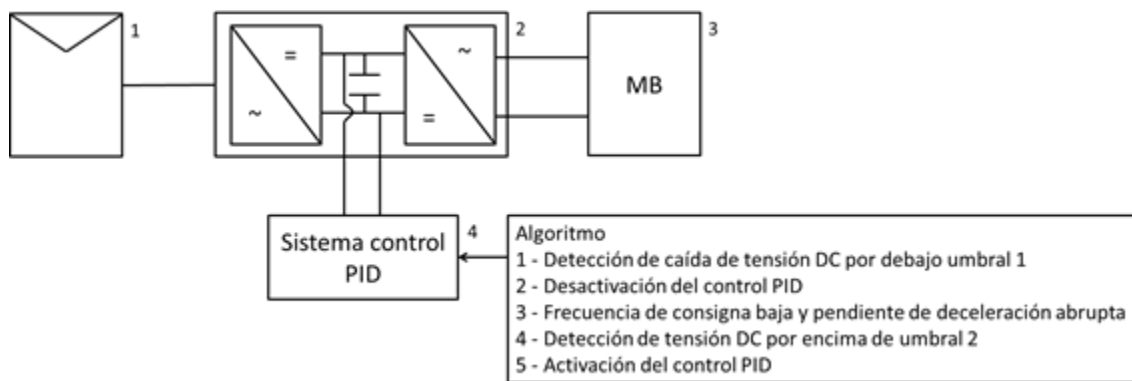 1
2
3
=
~
~
=
MB
Sistema control
PID
4
Algoritmo
1 - Detección de caída de tensión DC por debajo umbral 1
2 - Desactivación del control PID
3 - Frecuencia de consigna baja y pendiente de deceleración abrupta
4 - Detección de tensión DC por encima de umbral 2
5 - Activación del control PID